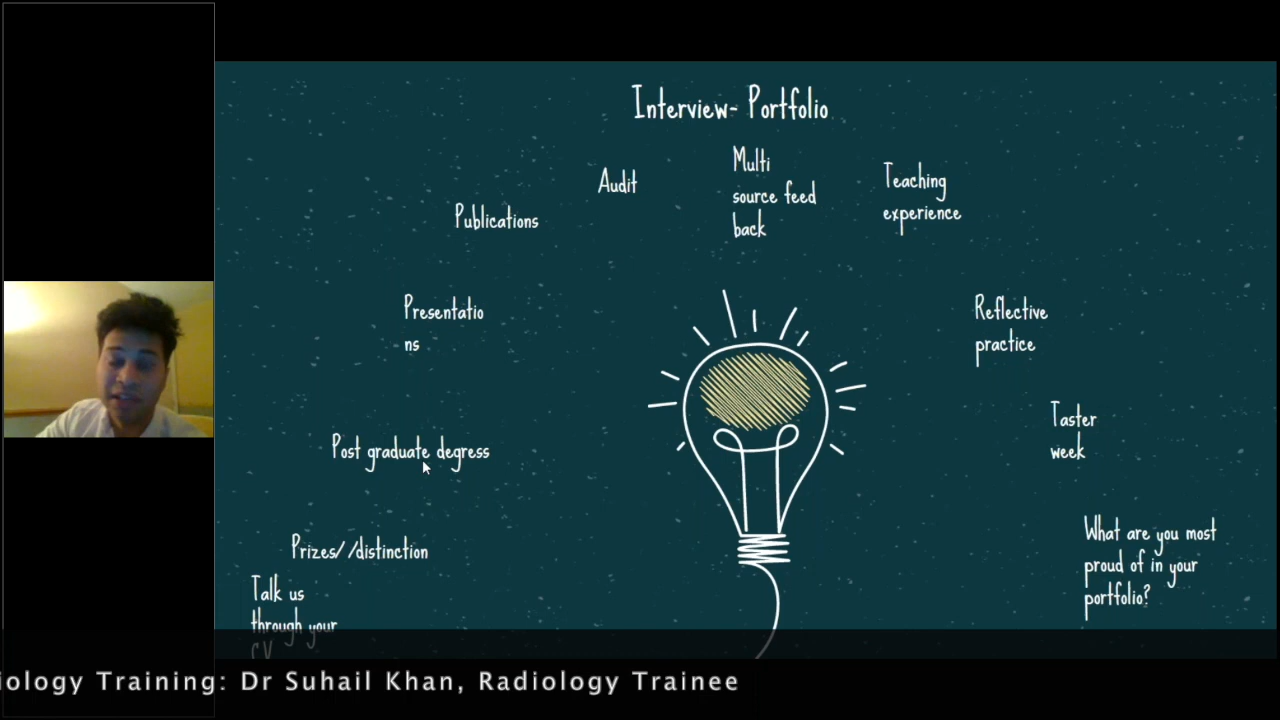 Interview- Portfolio
Multi
source feed
back
Audit
Teaching
experience
Publications
Presentatio
ns
Reflective
practice
Post graduate degress
Taster
week
Prizes//distinction
What are you most
proud of in your
portfolio?
Talk us
through your
CV
iology Training: Dr Suhail Khan, Radiology Trainee